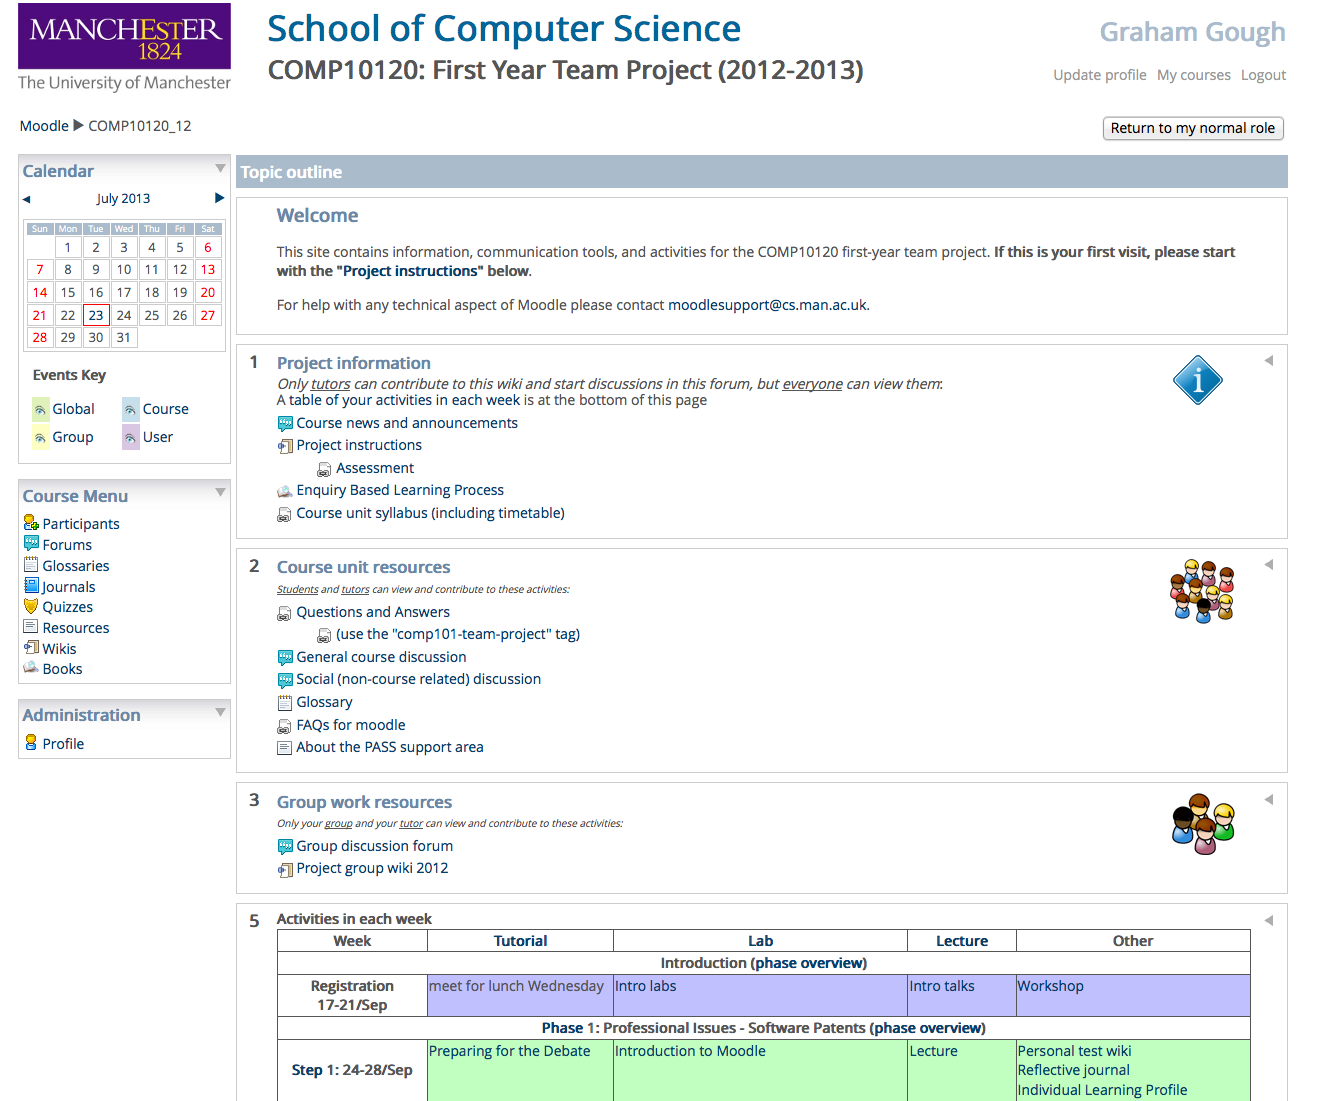 MANCHESTER
1824
The University of Manchester
School of Computer Science
COMP10120: First Year Team Project (2012-2013)
Graham Gough
Update profile My courses Logout
Moodle ▶ COMP10120_12
Return to my normal role
Calendar
◀ July 2013 ▶
Sun Mon Tue Wed Thu Fri Sat
1 2 3 4 5 6
7 8 9 10 11 12 13
14 15 16 17 18 19 20
21 22 23 24 25 26 27
28 29 30 31
Events Key
Global Course
Group User
Course Menu
Participants
Forums
Glossaries
Journals
Quizzes
Resources
Wikis
Books
Administration
Profile
Topic outline
Welcome
This site contains information, communication tools, and activities for the COMP10120 first-year team project. If this is your first visit, please start
with the "Project instructions" below.
For help with any technical aspect of Moodle please contact moodlesupport@cs.man.ac.uk.
1 Project information
Only tutors can contribute to this wiki and start discussions in this forum, but everyone can view them:
A table of your activities in each week is at the bottom of this page
Course news and announcements
Project instructions
Assessment
Enquiry Based Learning Process
Course unit syllabus (including timetable)
2 Course unit resources
Students and tutors can view and contribute to these activities:
Questions and Answers
(use the "comp101-team-project" tag)
General course discussion
Social (non-course related) discussion
Glossary
FAQs for moodle
About the PASS support area
3 Group work resources
Only your group and your tutor can view and contribute to these activities:
Group discussion forum
Project group wiki 2012
5 Activities in each week
Week Tutorial Lab Lecture Other
Introduction (phase overview)
Registration
17-21/Sep
meet for lunch Wednesday Intro labs Intro talks Workshop
Phase 1: Professional Issues - Software Patents (phase overview)
Step 1: 24-28/Sep
Preparing for the Debate Introduction to Moodle Lecture Personal test wiki
Reflective journal
Individual Learning Profile